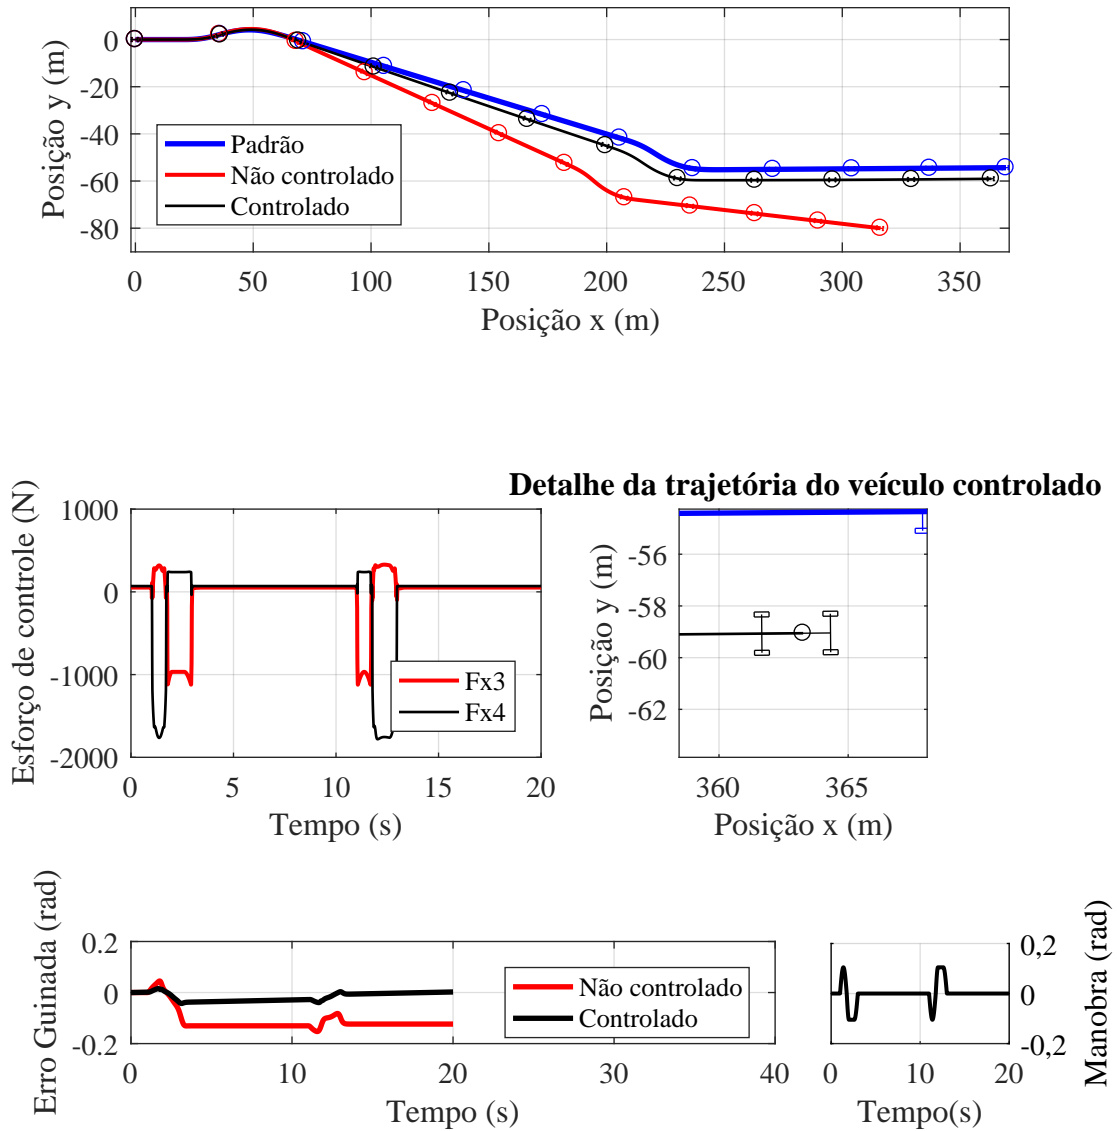 0
-20
-40
-60
-80
Posição y (m)
Padrão
Não controlado
Controlado
0 50 100 150 200 250 300 350
Posição x (m)
Detalhe da trajetória do veículo controlado
1000
0
-1000
-2000
Esforço de controle (N)
Fx3
Fx4
0 5 10 15 20
Tempo (s)
-56
-58
-60
-62
Posição y (m)
360 365
Posição x (m)
0.2
0
-0.2
Erro Guinada (rad)
Não controlado
Controlado
0 10 20 30 40
Tempo (s)
0,2
0
-0,2
Manobra (rad)
0 10 20
Tempo(s)